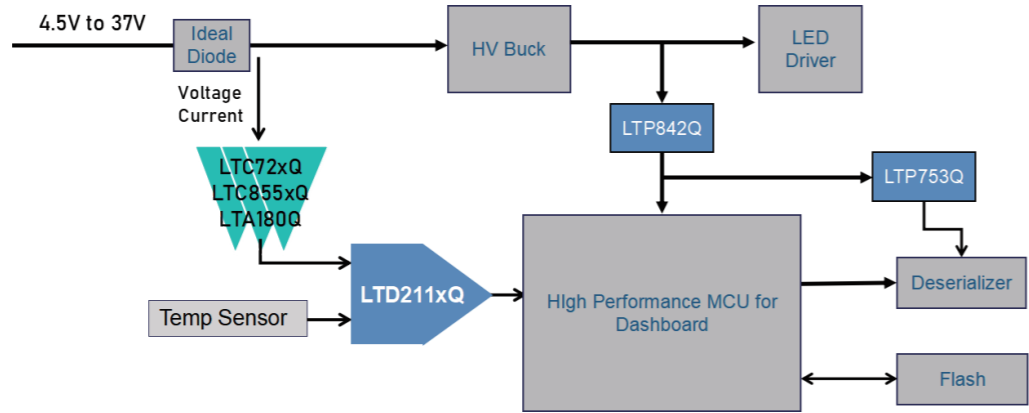 4.5V to 37V
Ideal
Diode
HV Buck
LED
Driver
Voltage
Current
LTP842Q
LTC72xQ
LTC855xQ
LTA180Q
LTP753Q
LTD211xQ
Temp Sensor
HIgh Performance MCU for
Dashboard
Deserializer
Flash